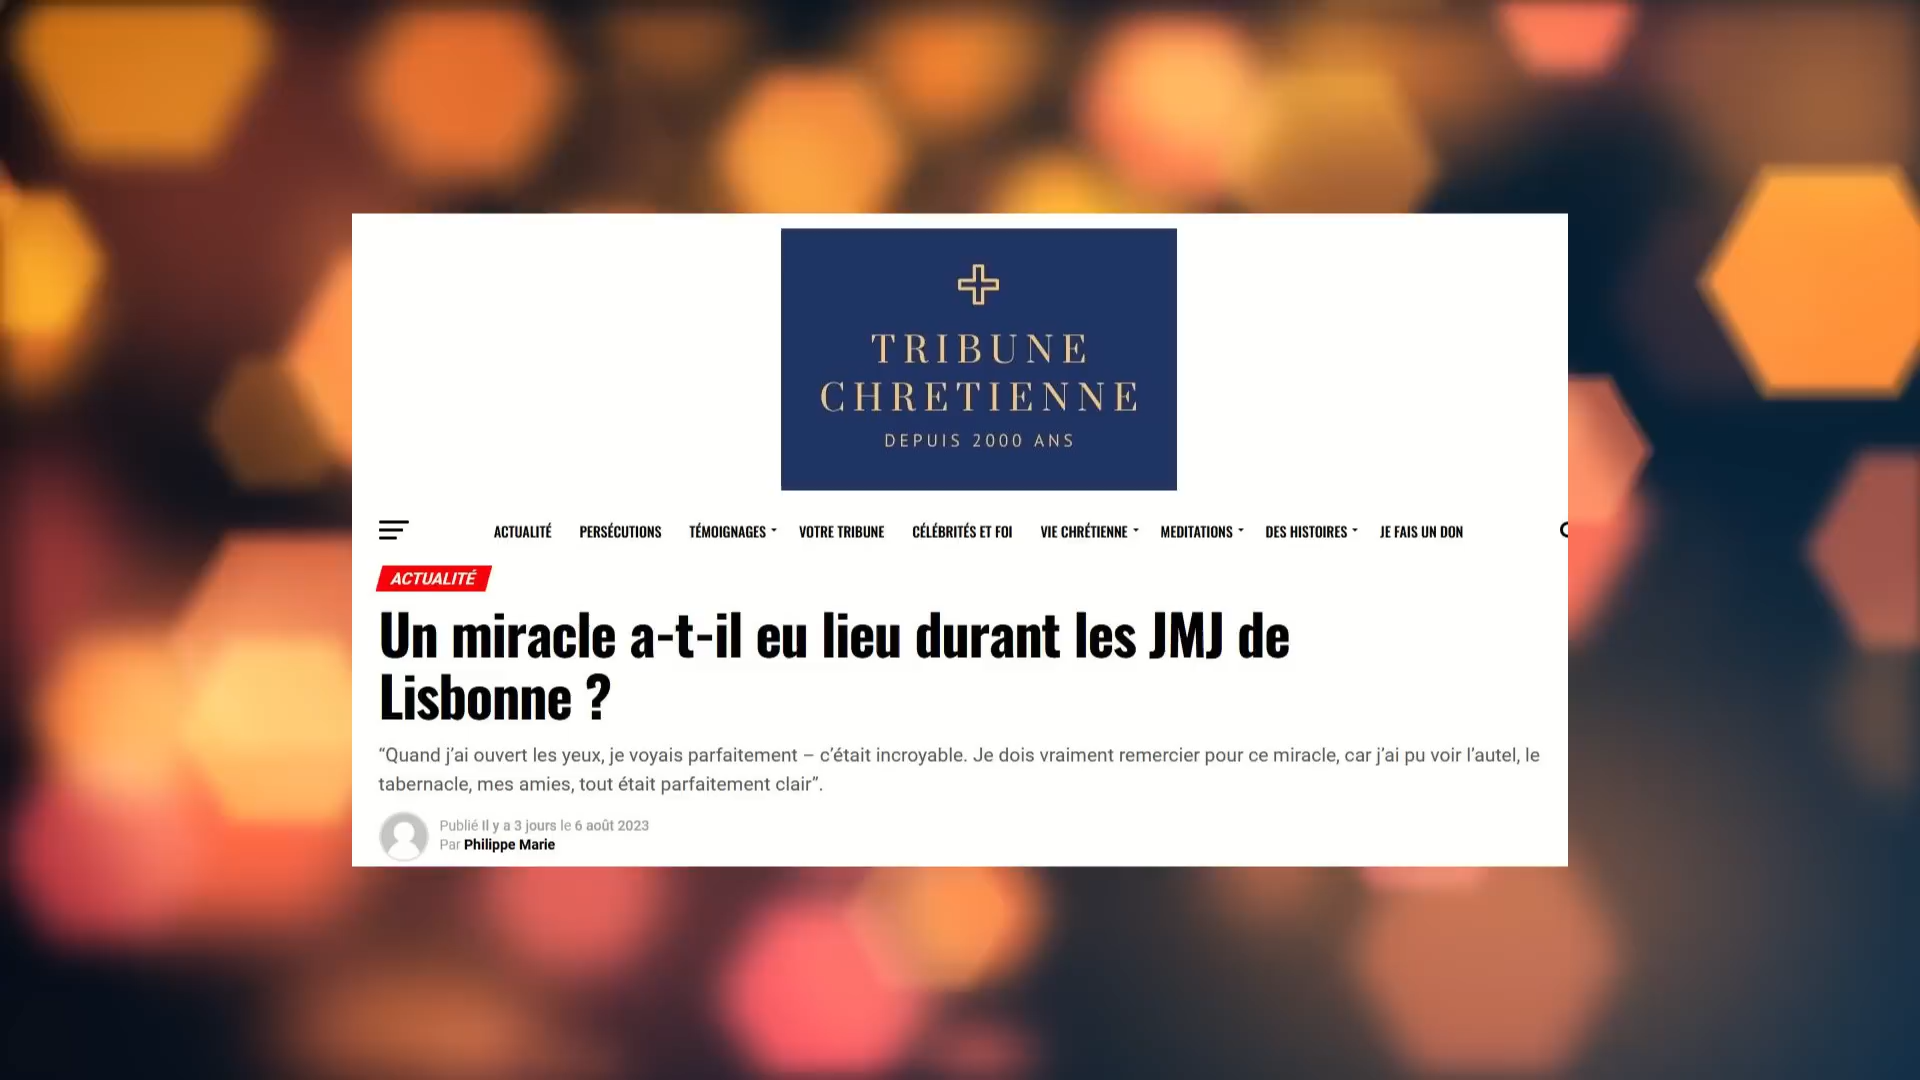 TRIBUNE
CHRETIENNE
DEPUIS 2000 ANS
ACTUALITÉ PERSÉCUTIONS TÉMOIGNAGES VOTRE TRIBUNE CÉLÉBRITÉS ET FOI VIE CHRÉTIENNE MEDITATIONS DES HISTOIRES JE FAIS UN DON
ACTUALITÉ
Un miracle a-t-il eu lieu durant les JMJ de
Lisbonne ?
“Quand j’ai ouvert les yeux, je voyais parfaitement – c’était incroyable. Je dois vraiment remercier pour ce miracle, car j’ai pu voir l’autel, le
tabernacle, mes amies, tout était parfaitement clair”.
Publié Il y a 3 jours le 6 août 2023
Par Philippe Marie